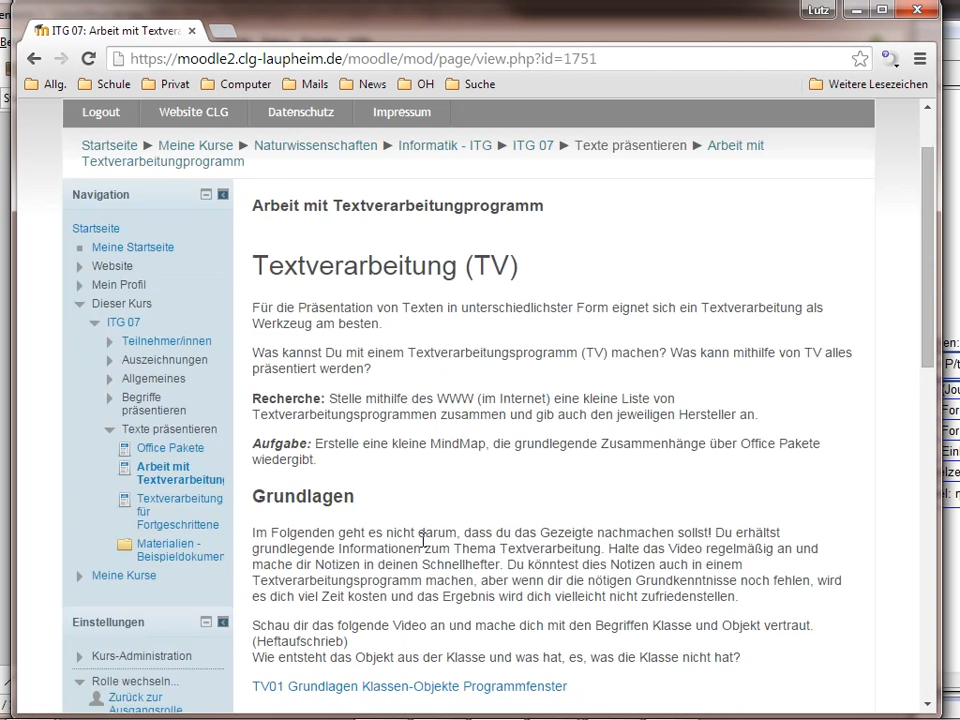 Lutz
ITG 07: Arbeit mit Textvera
https://moodle2.clg-laupheim.de/moodle/mod/page/view.php?id=1751
Allg. Schule Privat Computer Mails News OH Suche Weitere Lesezeichen
Logout Website CLG Datenschutz Impressum
Startseite ► Meine Kurse ► Naturwissenschaften ► Informatik - ITG ► ITG 07 ► Texte präsentieren ► Arbeit mit
Textverarbeitungprogramm
Navigation
Startseite
Meine Startseite
Website
Mein Profil
Dieser Kurs
ITG 07
Teilnehmer/innen
Auszeichnungen
Allgemeines
Begriffe
präsentieren
Texte präsentieren
Office Pakete
Arbeit mit
Textverarbeitung
Textverarbeitung
für
Fortgeschrittene
Materialien -
Beispieldokumen
Meine Kurse
Einstellungen
Kurs-Administration
Rolle wechseln...
Zurück zur
Ausgangsrolle
Arbeit mit Textverarbeitungprogramm
Textverarbeitung (TV)
Für die Präsentation von Texten in unterschiedlichster Form eignet sich ein Textverarbeitung als
Werkzeug am besten.
Was kannst Du mit einem Textverarbeitungsprogramm (TV) machen? Was kann mithilfe von TV alles
präsentiert werden?
Recherche: Stelle mithilfe des WWW (im Internet) eine kleine Liste von
Textverarbeitungsprogrammen zusammen und gib auch den jeweiligen Hersteller an.
Aufgabe: Erstelle eine kleine MindMap, die grundlegende Zusammenhänge über Office Pakete
wiedergibt.
Grundlagen
Im Folgenden geht es nicht darum, dass du das Gezeigte nachmachen sollst! Du erhältst
grundlegende Informationen zum Thema Textverarbeitung. Halte das Video regelmäßig an und
mache dir Notizen in deinen Schnellhefter. Du könntest dies Notizen auch in einem
Textverarbeitungsprogramm machen, aber wenn dir die nötigen Grundkenntnisse noch fehlen, wird
es dich viel Zeit kosten und das Ergebnis wird dich vielleicht nicht zufriedenstellen.
Schau dir das folgende Video an und mache dich mit den Begriffen Klasse und Objekt vertraut.
(Heftaufschrieb)
Wie entsteht das Objekt aus der Klasse und was hat, es, was die Klasse nicht hat?
TV01 Grundlagen Klassen-Objekte Programmfenster